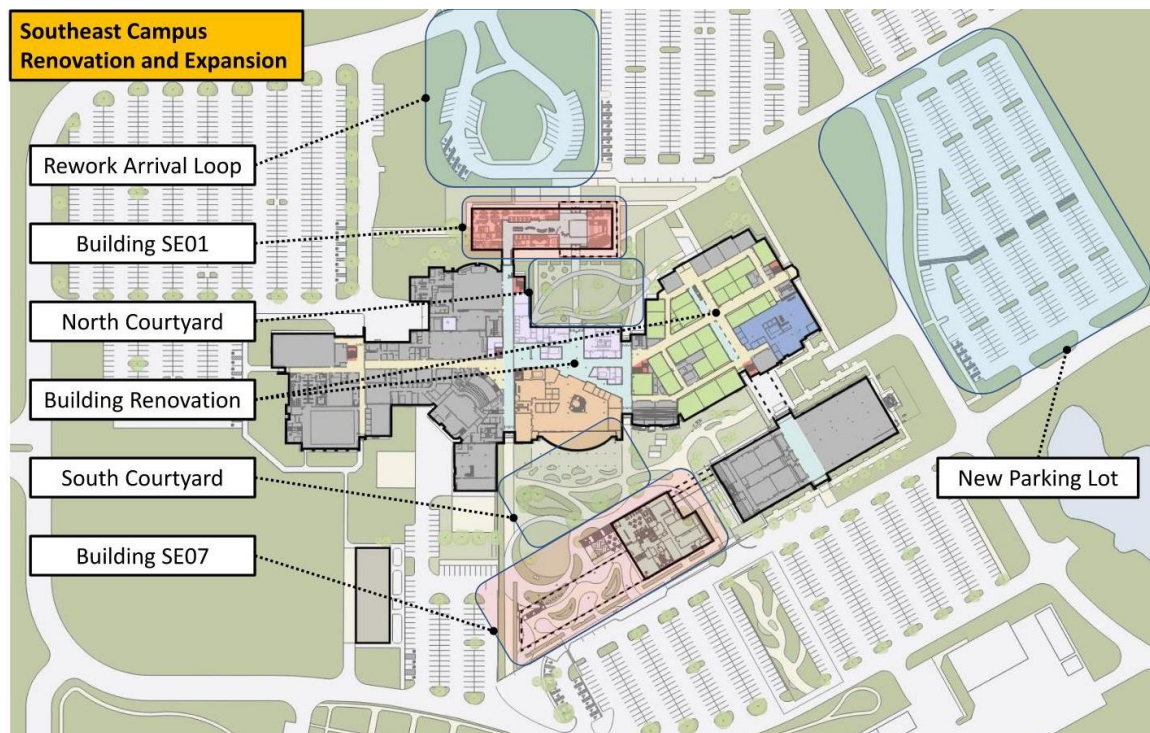 Southeast Campus
Renovation and Expansion
Rework Arrival Loop
Building SE01
North Courtyard
Building Renovation
South Courtyard
Building SE07
New Parking Lot